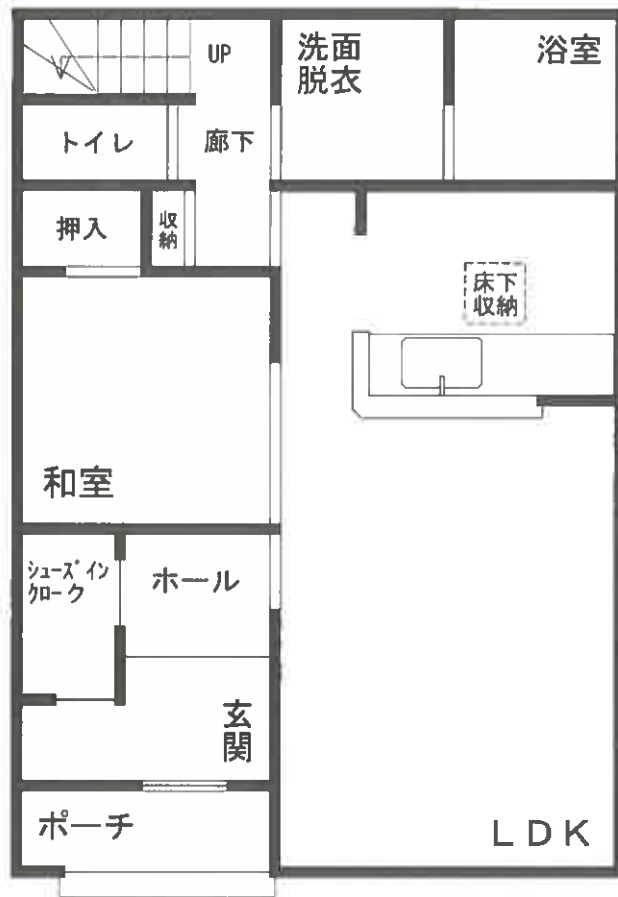 UP
洗面
脱衣
浴室
トイレ
廊下
押入
収
納
床下
収納
和室
シューズイン
クローク
ホール
玄
関
ポーチ
LDK